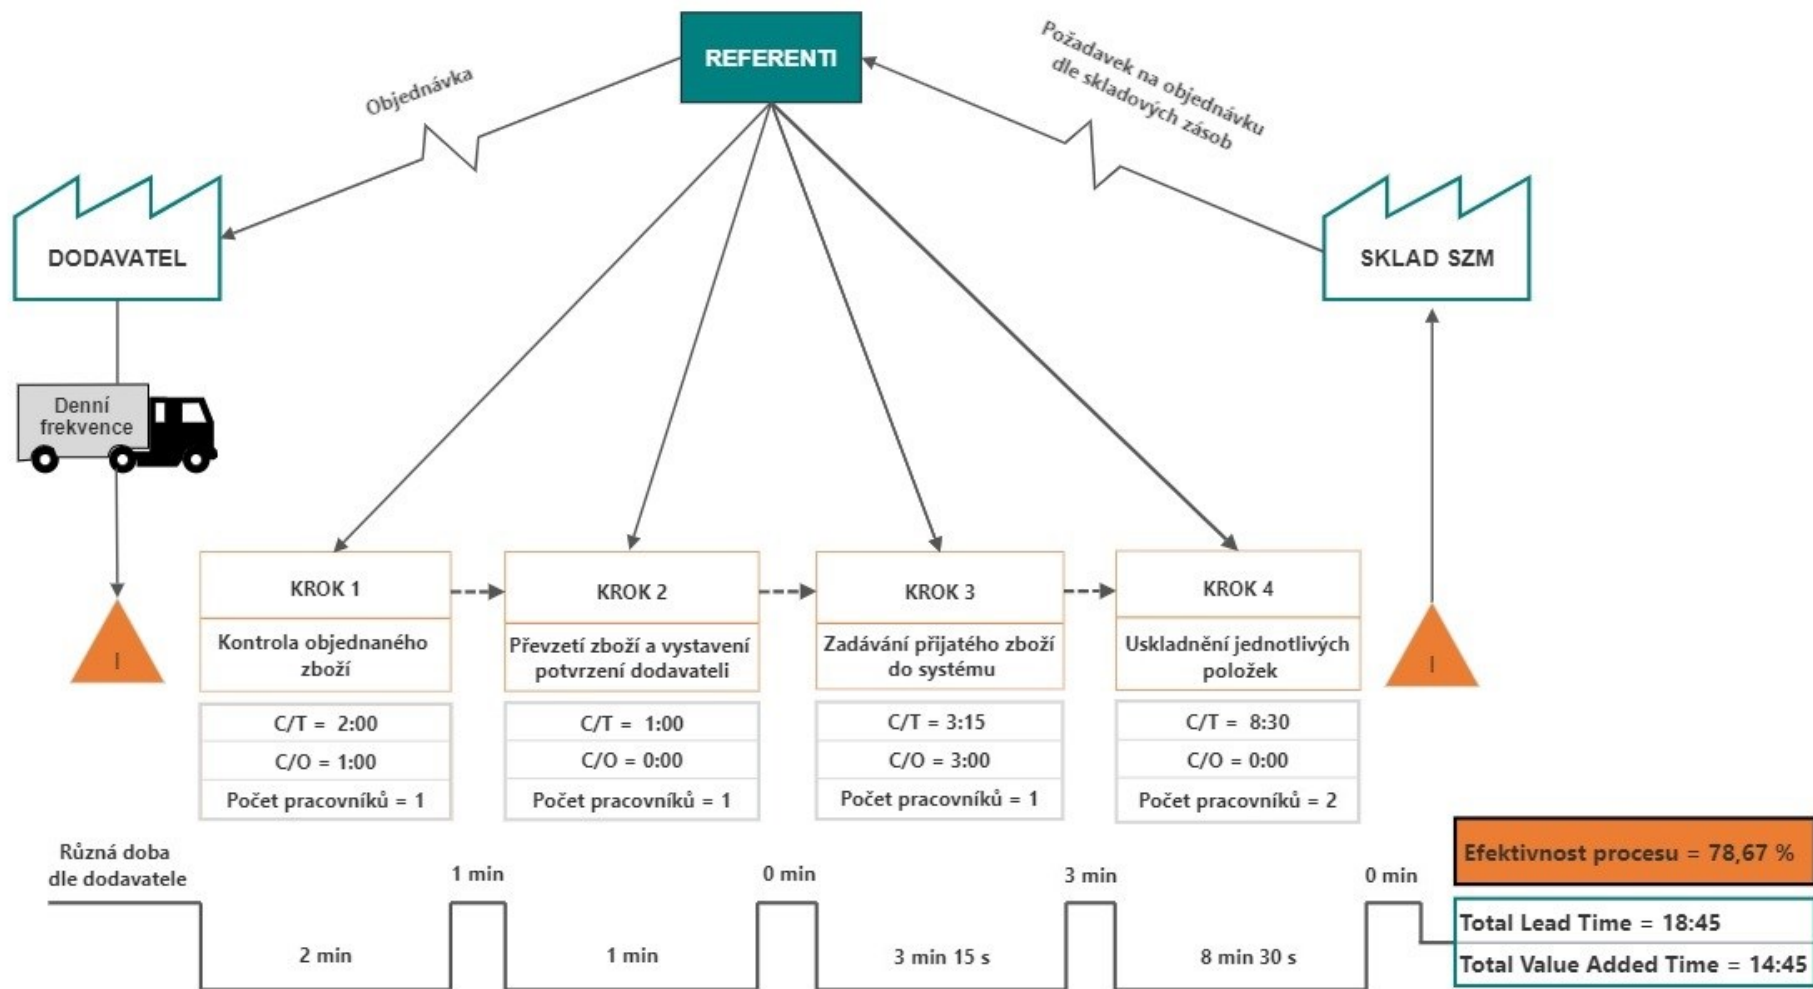 REFERENTI
Objednávka
Požadavek na objednávku
dle skladových zásob
DODAVATEL
SKLAD SZM
Denní
frekvence
I
KROK 1
Kontrola objednaného
zboží
C/T = 2:00
C/O = 1:00
Počet pracovníků = 1
KROK 2
Převzetí zboží a vystavení
potvrzení dodavateli
C/T = 1:00
C/O = 0:00
Počet pracovníků = 1
KROK 3
Zadávání přijatého zboží
do systému
C/T = 3:15
C/O = 3:00
Počet pracovníků = 1
KROK 4
Uskladnění jednotlivých
položek
C/T = 8:30
C/O = 0:00
Počet pracovníků = 2
I
Různá doba
dle dodavatele
2 min
1 min
1 min
0 min
3 min 15 s
3 min
8 min 30 s
0 min
Efektivnost procesu = 78,67 %
Total Lead Time = 18:45
Total Value Added Time = 14:45